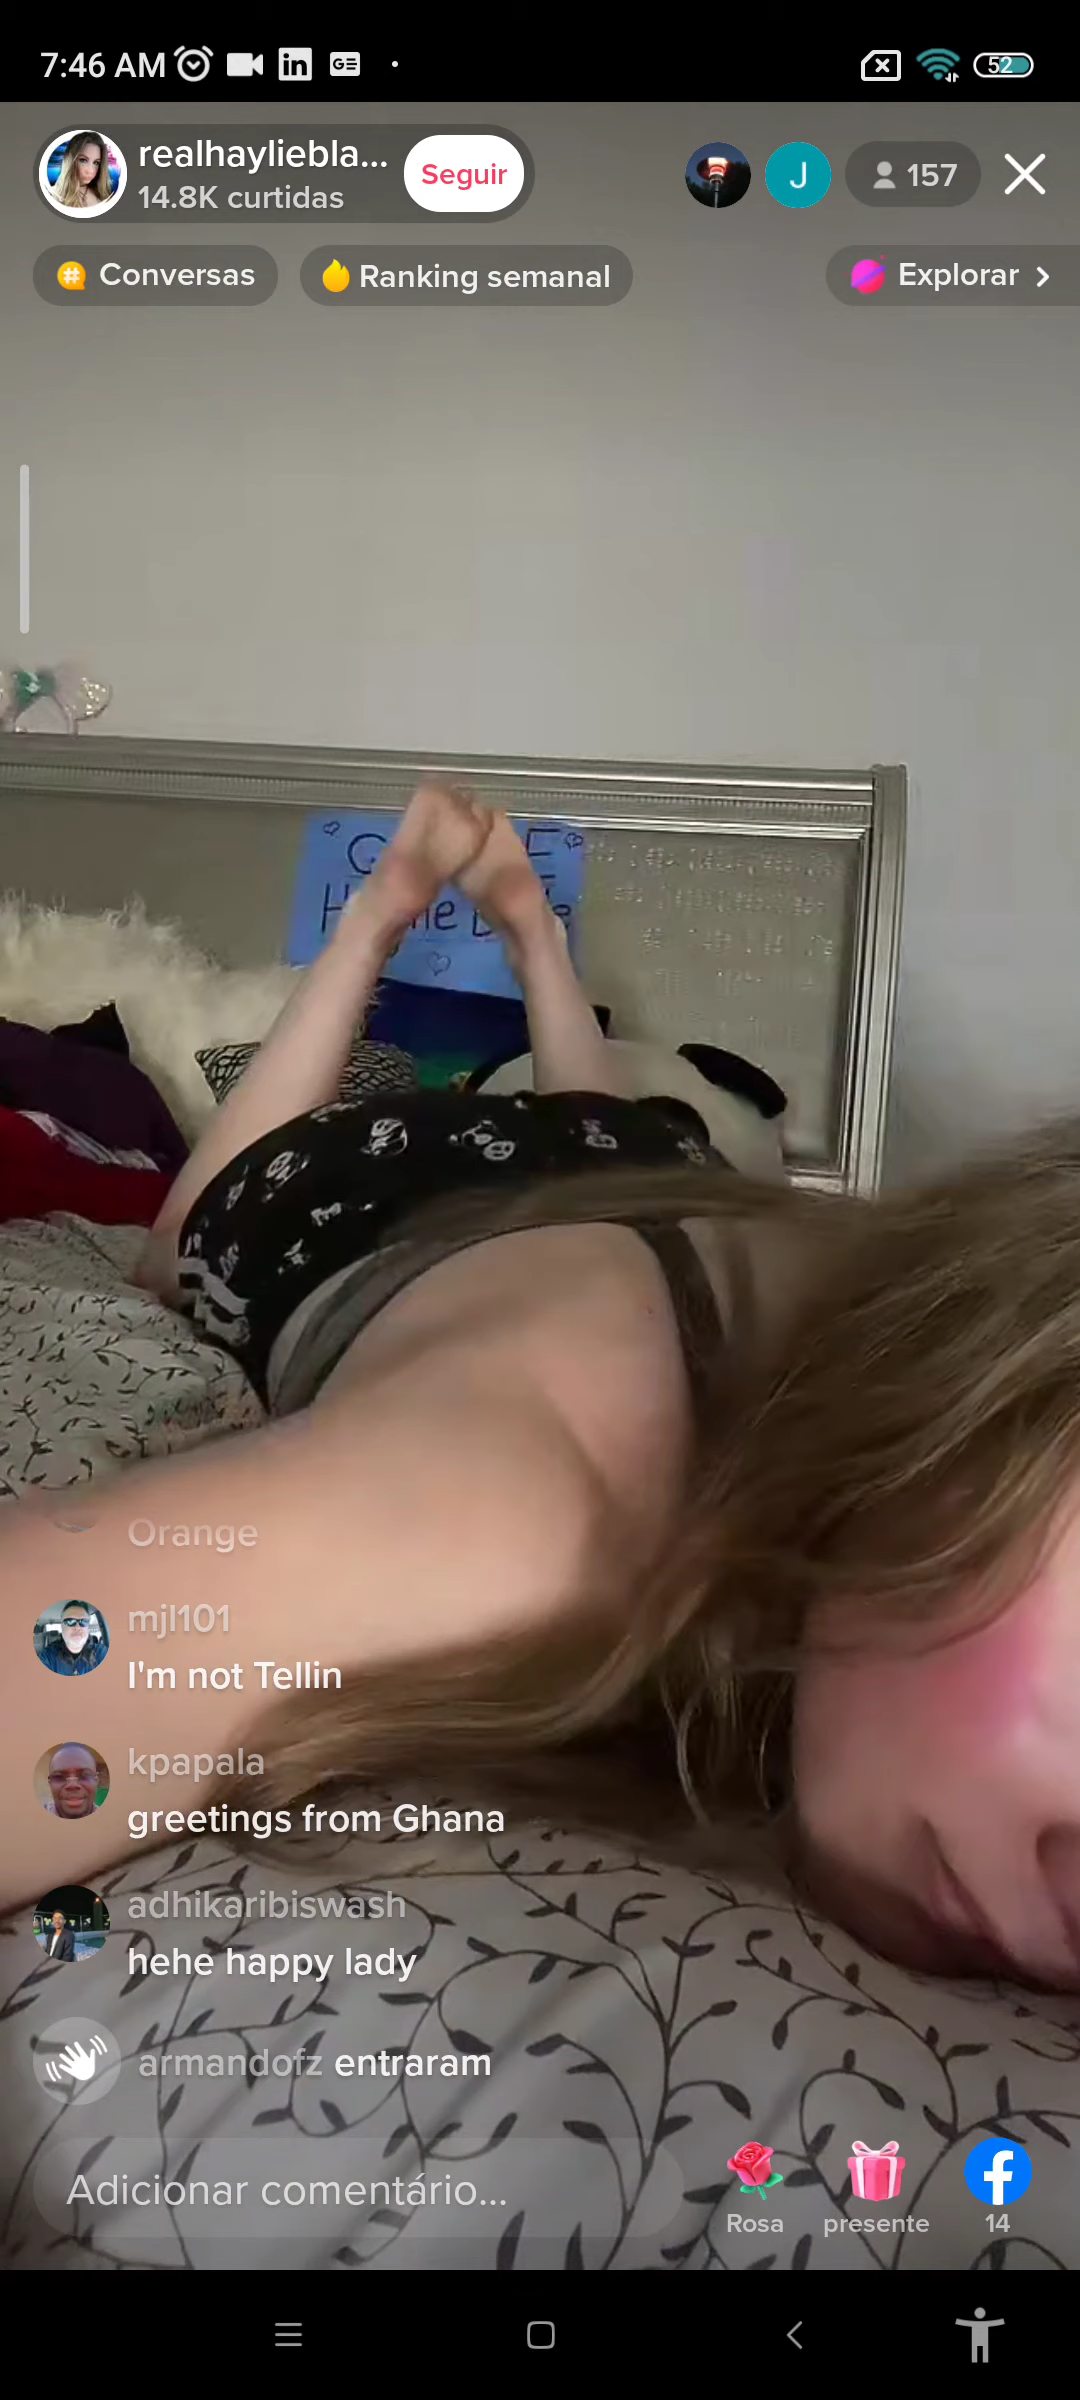 7:46 AM
52
realhayliebla...
14.8K curtidas
Seguir
J
157
Conversas
Ranking semanal
Explorar
Orange
mjl101
I'm not Tellin
kpapala
greetings from Ghana
adhikaribiswash
hehe happy lady
armandofz entraram
Adicionar comentário...
Rosa
presente
14